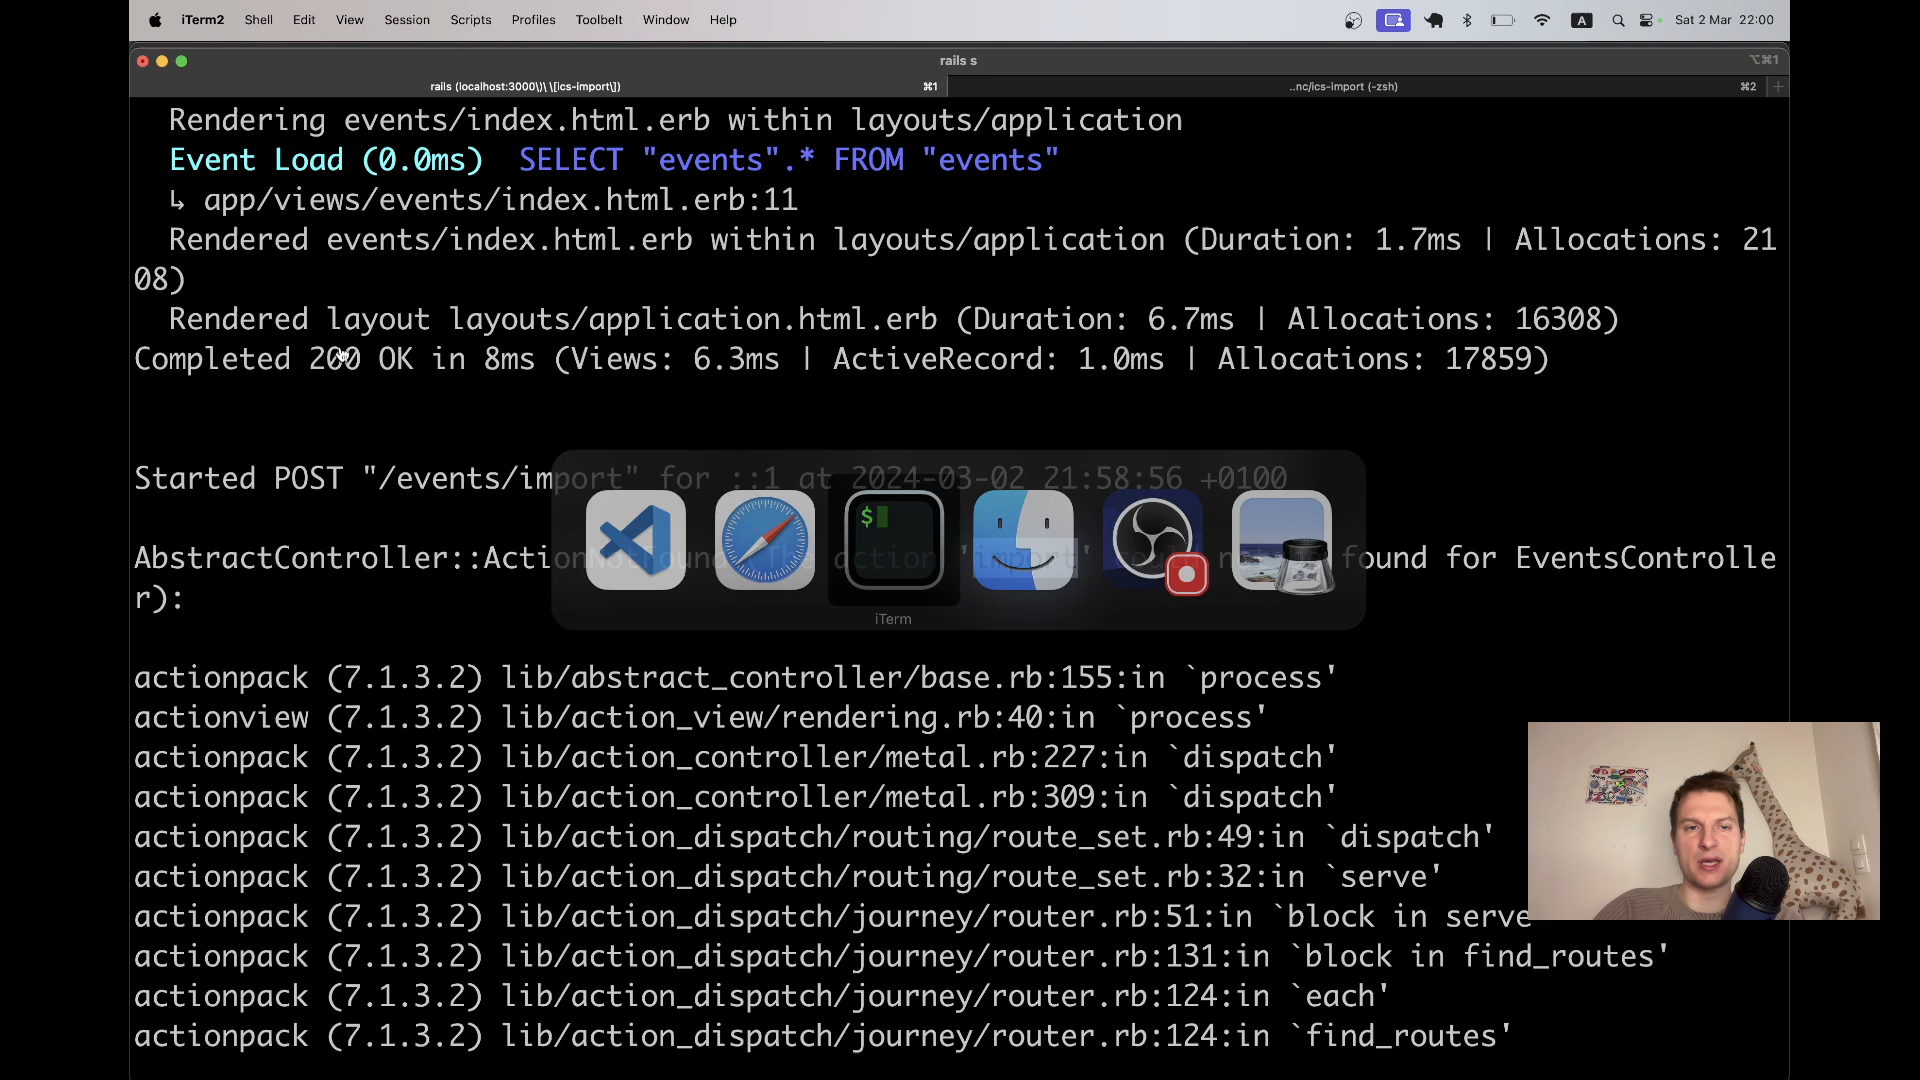 iTerm2 Shell Edit View Session Scripts Profiles Toolbelt Window Help A Sat 2 Mar 22:00
rails s ⌥⌘1
rails (localhost:3000\)\ \[ics-import\]) ⌘1 ..nc/ics-import (-zsh) ⌘2 +
Rendering events/index.html.erb within layouts/application
Event Load (0.0ms) SELECT "events".* FROM "events"
↳ app/views/events/index.html.erb:11
Rendered events/index.html.erb within layouts/application (Duration: 1.7ms | Allocations: 21
08)
Rendered layout layouts/application.html.erb (Duration: 6.7ms | Allocations: 16308)
Completed 200 OK in 8ms (Views: 6.3ms | ActiveRecord: 1.0ms | Allocations: 17859)
Started POST "/events/import" for ::1 at 2024-03-02 21:58:56 +0100
$
AbstractController::ActionNotFound The action 'import' could not found for EventsControlle
r):
iTerm
actionpack (7.1.3.2) lib/abstract_controller/base.rb:155:in `process'
actionview (7.1.3.2) lib/action_view/rendering.rb:40:in `process'
actionpack (7.1.3.2) lib/action_controller/metal.rb:227:in `dispatch'
actionpack (7.1.3.2) lib/action_controller/metal.rb:309:in `dispatch'
actionpack (7.1.3.2) lib/action_dispatch/routing/route_set.rb:49:in `dispatch'
actionpack (7.1.3.2) lib/action_dispatch/routing/route_set.rb:32:in `serve'
actionpack (7.1.3.2) lib/action_dispatch/journey/router.rb:51:in `block in serve
actionpack (7.1.3.2) lib/action_dispatch/journey/router.rb:131:in `block in find_routes'
actionpack (7.1.3.2) lib/action_dispatch/journey/router.rb:124:in `each'
actionpack (7.1.3.2) lib/action_dispatch/journey/router.rb:124:in `find_routes'